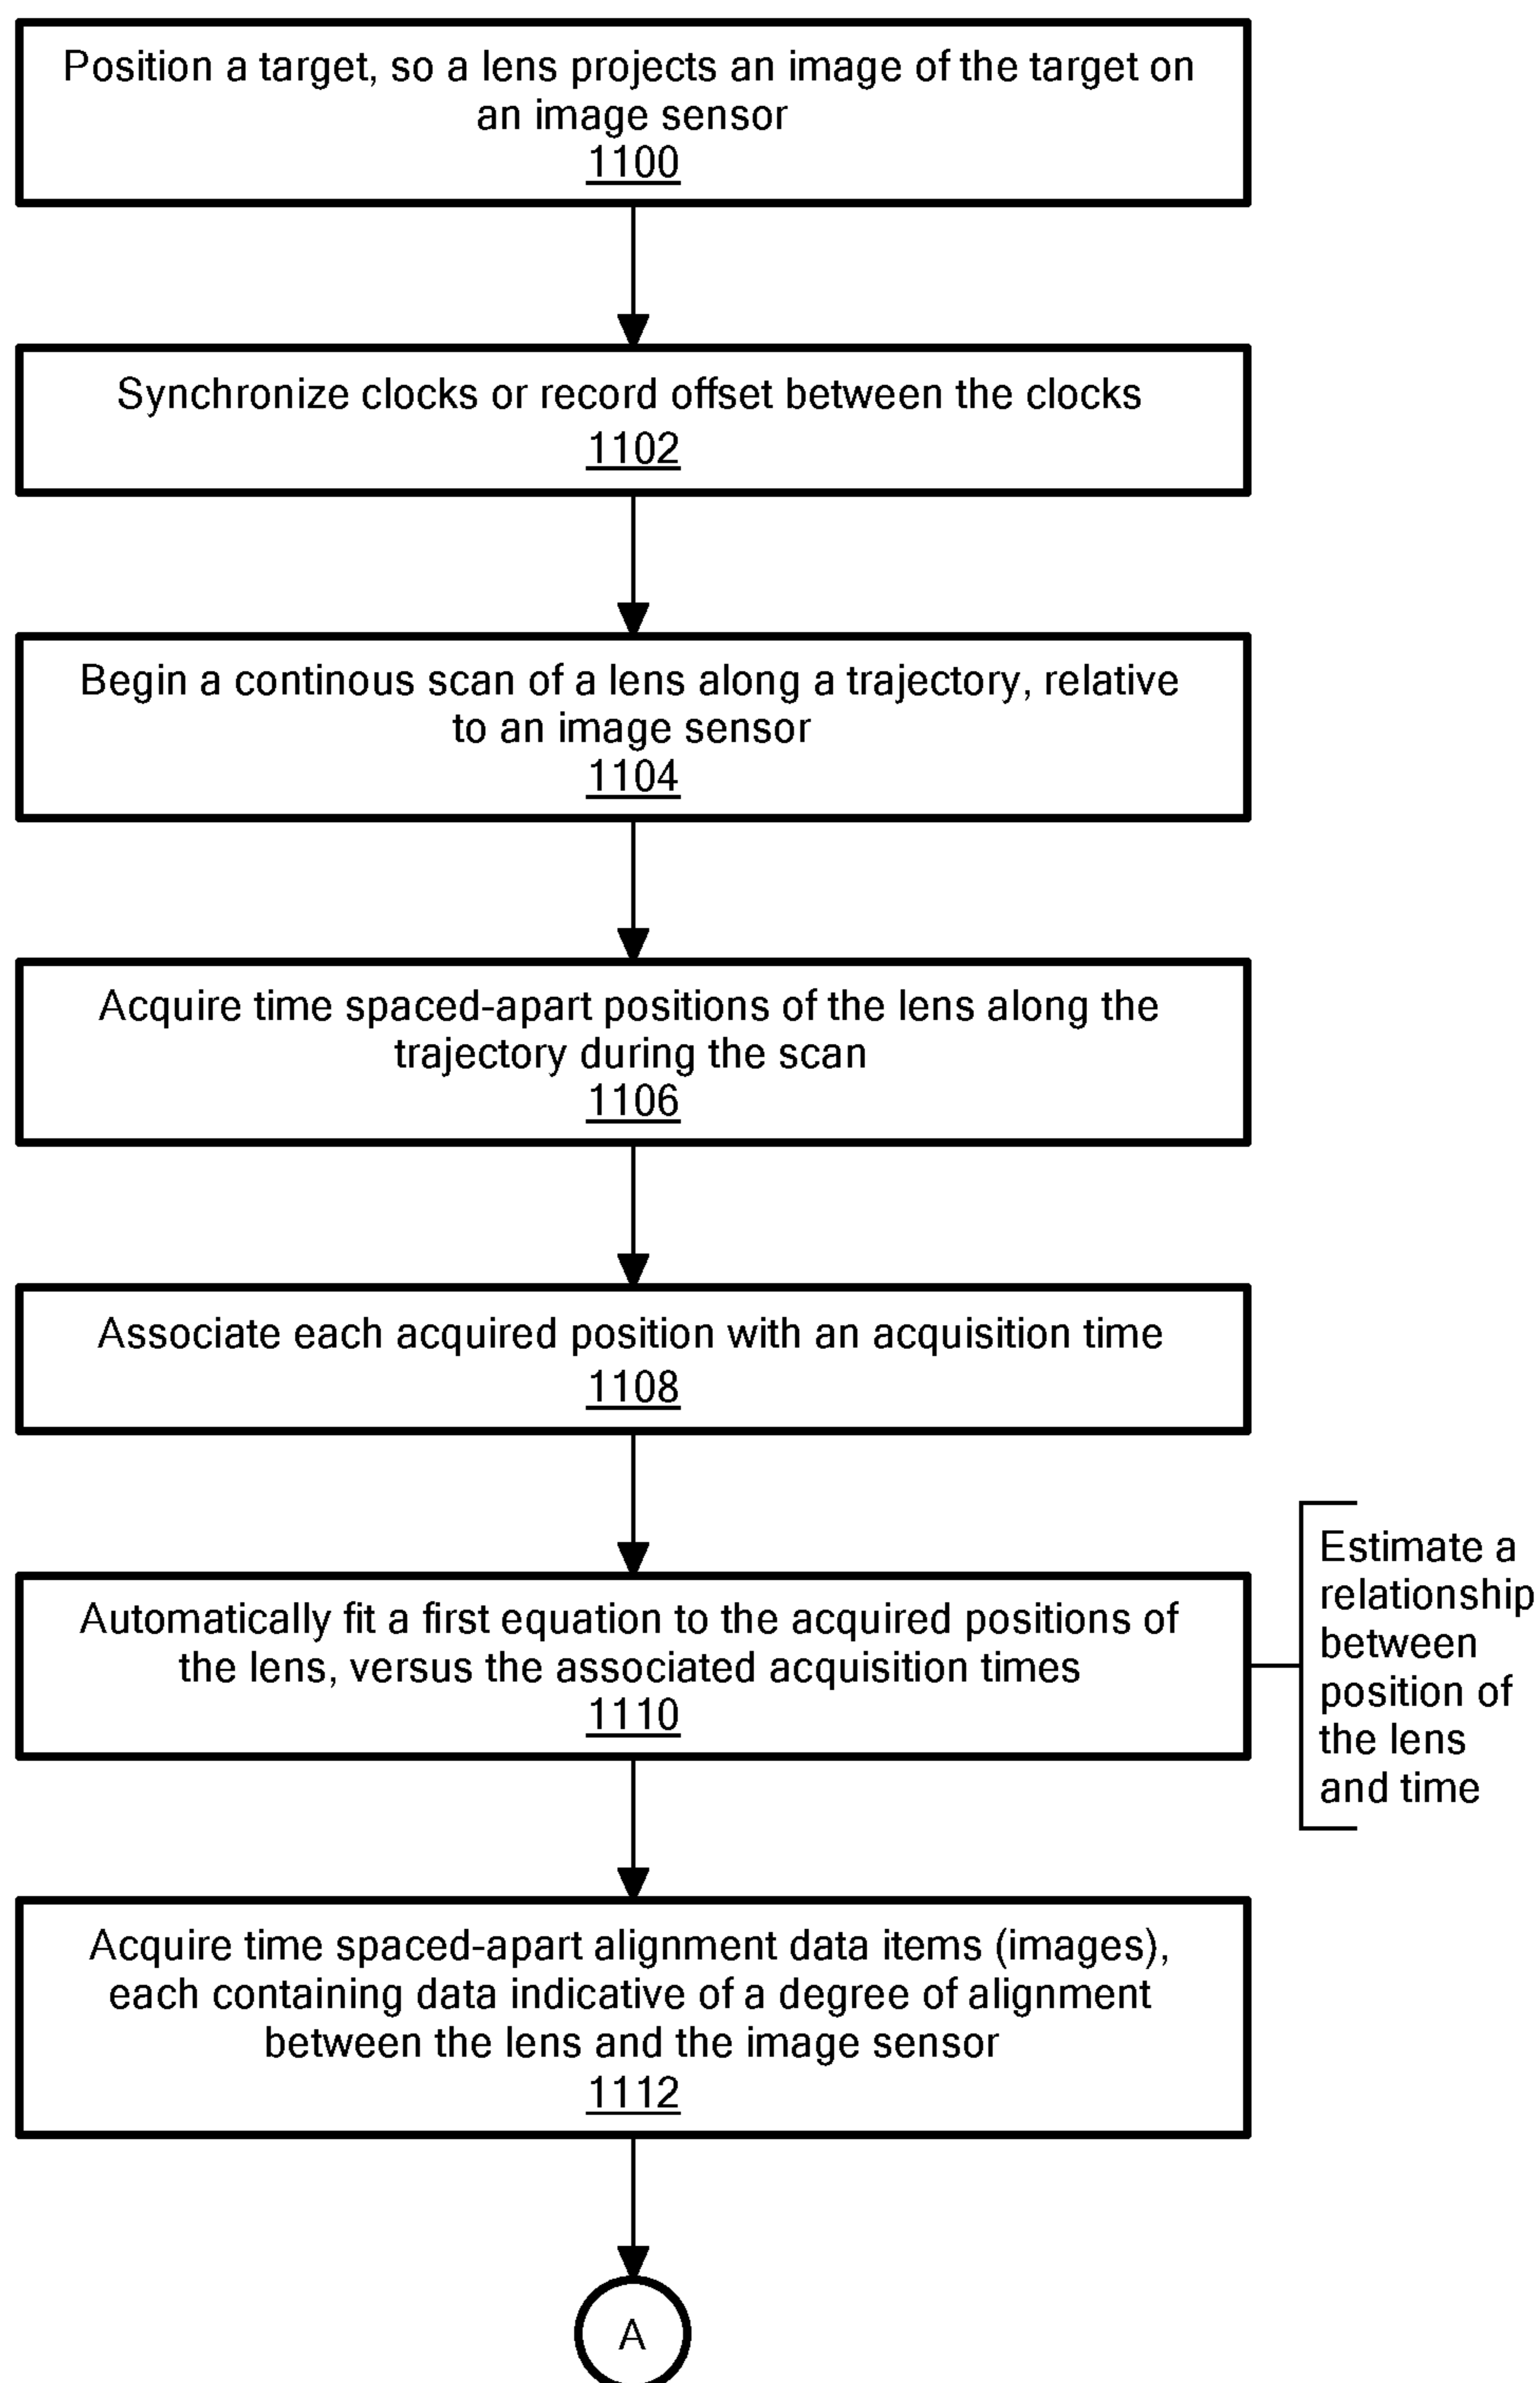 Position a target, so a lens projects an image of the target on
an image sensor
1100
Synchronize clocks or record offset between the clocks
1102
Begin a continous scan of a lens along a trajectory, relative
to an image sensor
1104
Acquire time spaced-apart positions of the lens along the
trajectory during the scan
1106
Associate each acquired position with an acquisition time
1108
Automatically fit a first equation to the acquired positions of
the lens, versus the associated acquisition times
1110
Estimate a
relationship
between
position of
the lens
and time
Acquire time spaced-apart alignment data items (images),
each containing data indicative of a degree of alignment
between the lens and the image sensor
1112
A